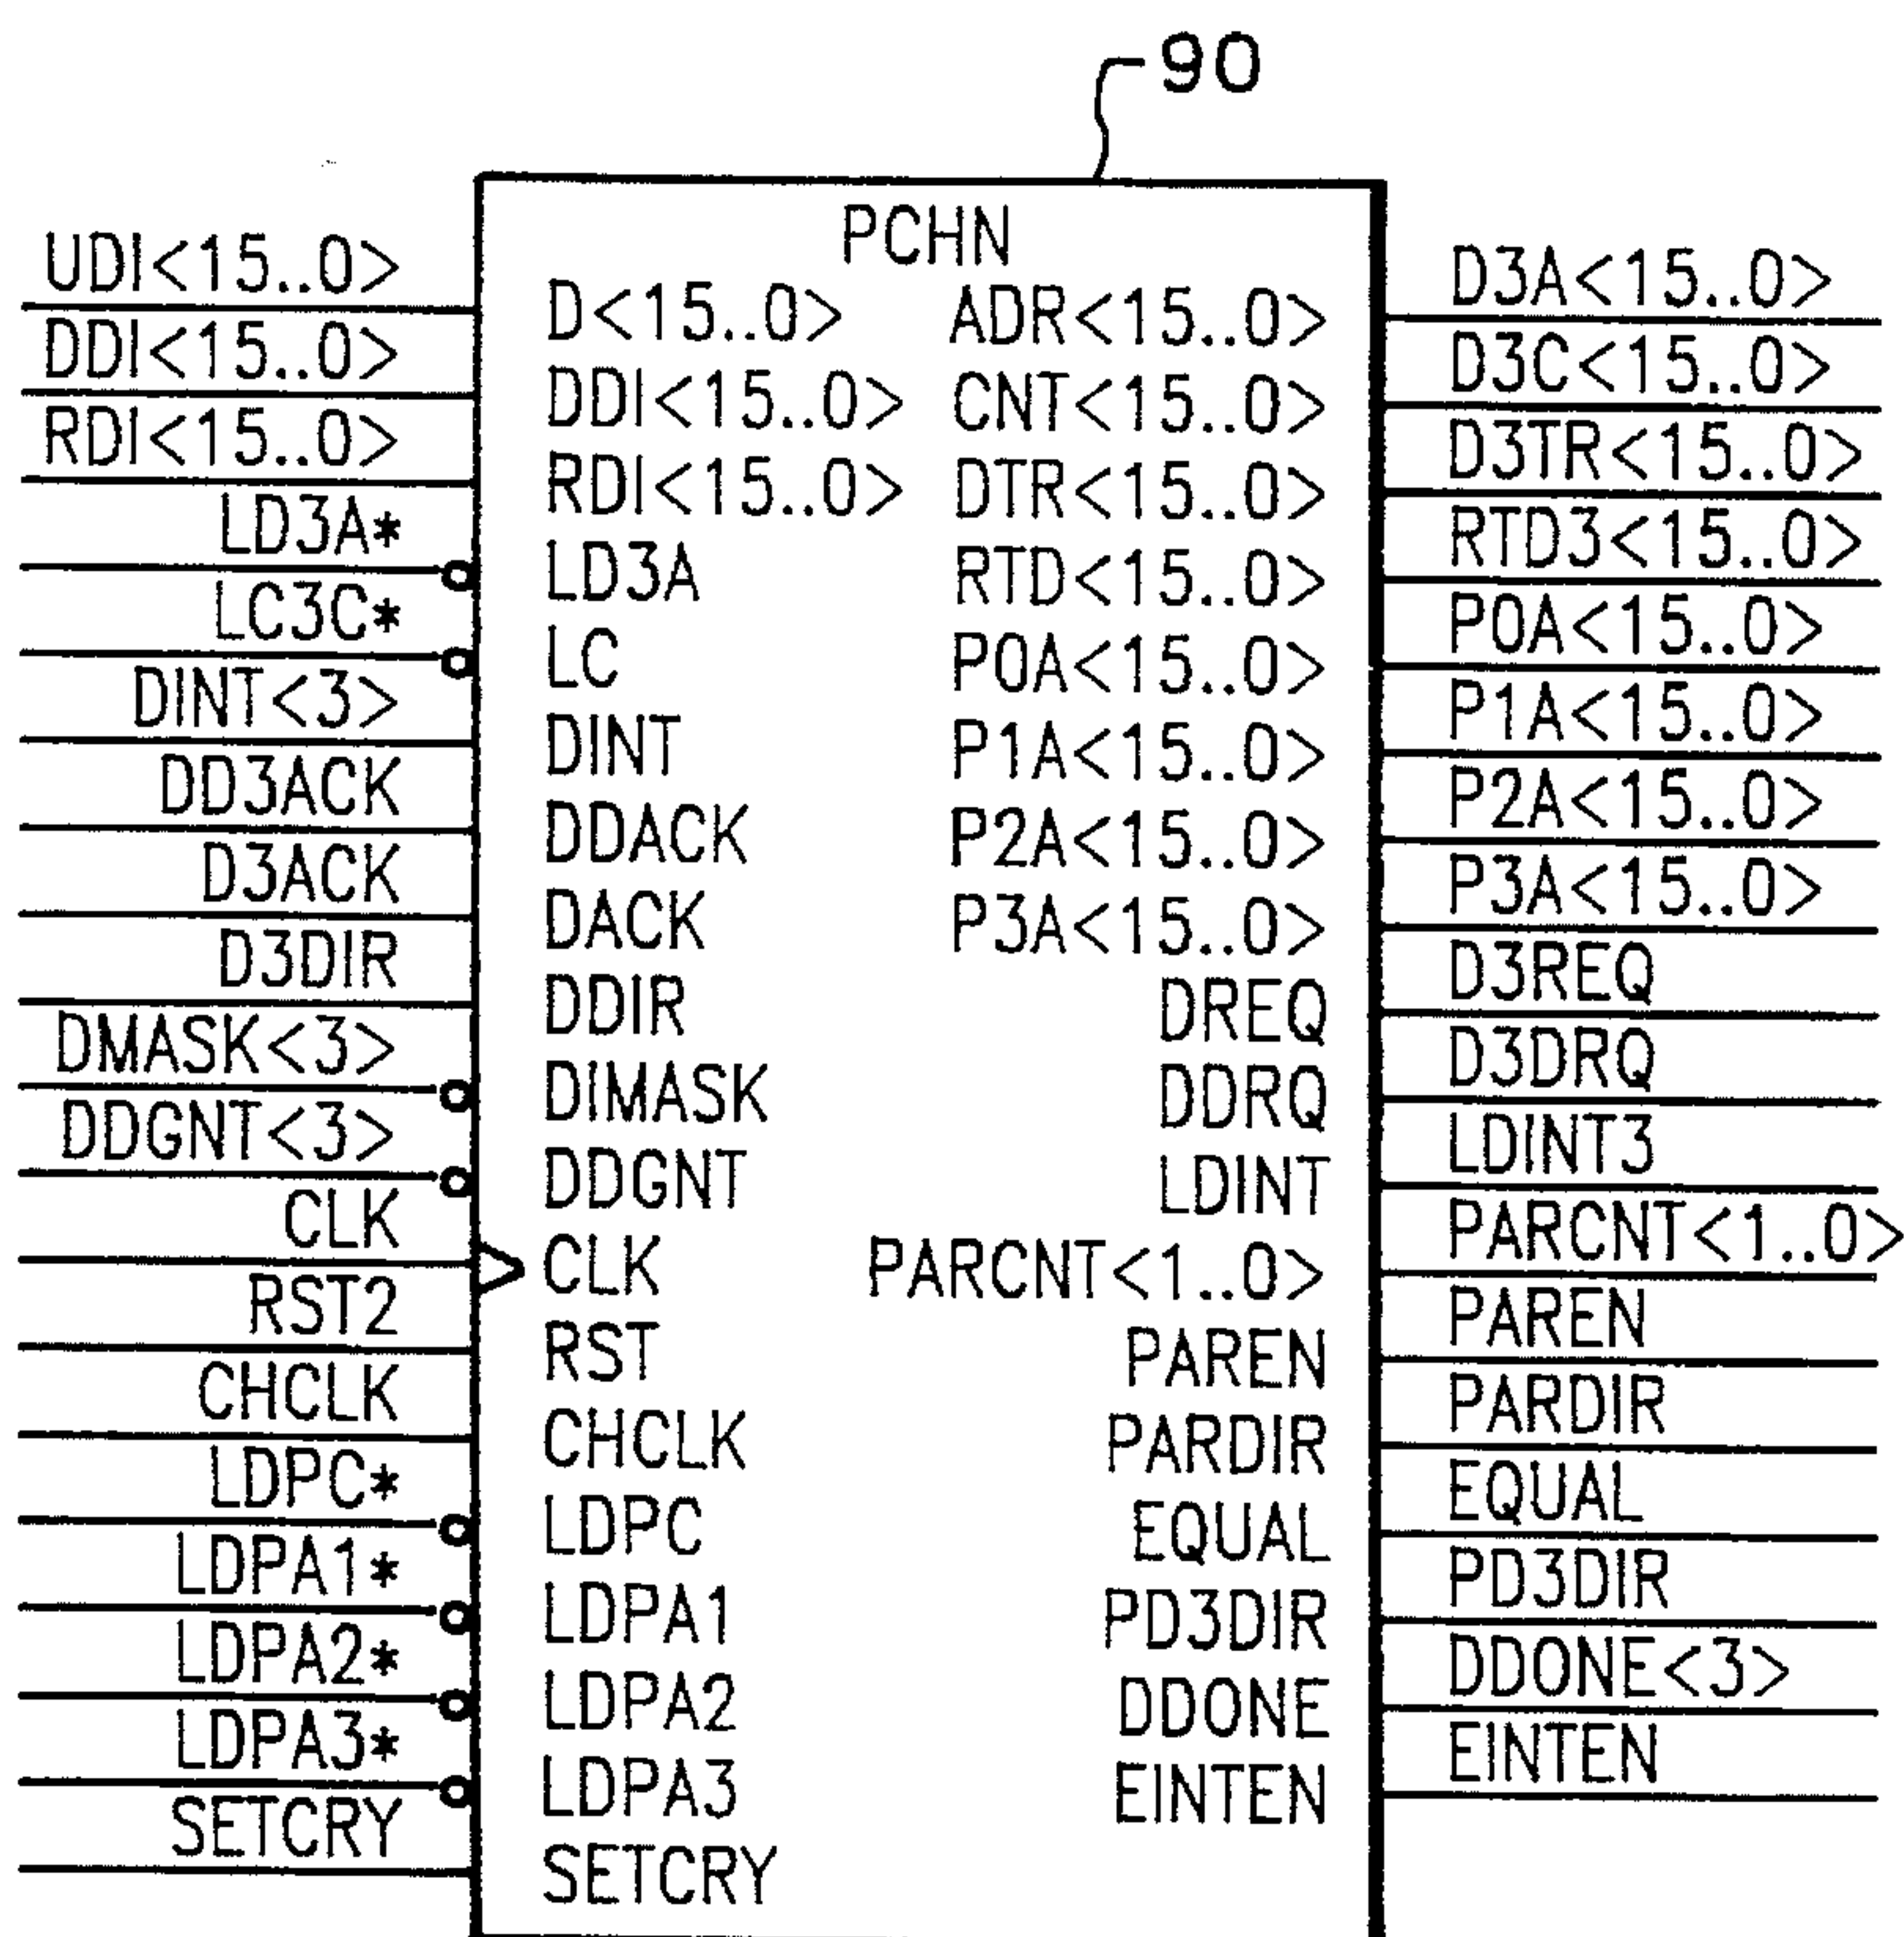 90
PCHN
UDI<15..0>
DDI<15..0>
RDI<15..0>
LD3A*
LC3C*
DINT<3>
DD3ACK
D3ACK
D3DIR
DMASK<3>
DDGNT<3>
CLK
RST2
CHCLK
LDPC*
LDPA1*
LDPA2*
LDPA3*
SETCRY
D<15..0>
DDI<15..0>
RDI<15..0>
LD3A
LC
DINT
DDACK
DACK
DDIR
DIMASK
DDGNT
CLK
RST
CHCLK
LDPC
LDPA1
LDPA2
LDPA3
SETCRY
ADR<15..0>
CNT<15..0>
DTR<15..0>
RTD<15..0>
P0A<15..0>
P1A<15..0>
P2A<15..0>
P3A<15..0>
DREQ
DDRQ
LDINT
PARCNT<1..0>
PAREN
PARDIR
EQUAL
PD3DIR
DDONE
EINTEN
D3A<15..0>
D3C<15..0>
D3TR<15..0>
RTD3<15..0>
P0A<15..0>
P1A<15..0>
P2A<15..0>
P3A<15..0>
D3REQ
D3DRQ
LDINT3
PARCNT<1..0>
PAREN
PARDIR
EQUAL
PD3DIR
DDONE<3>
EINTEN